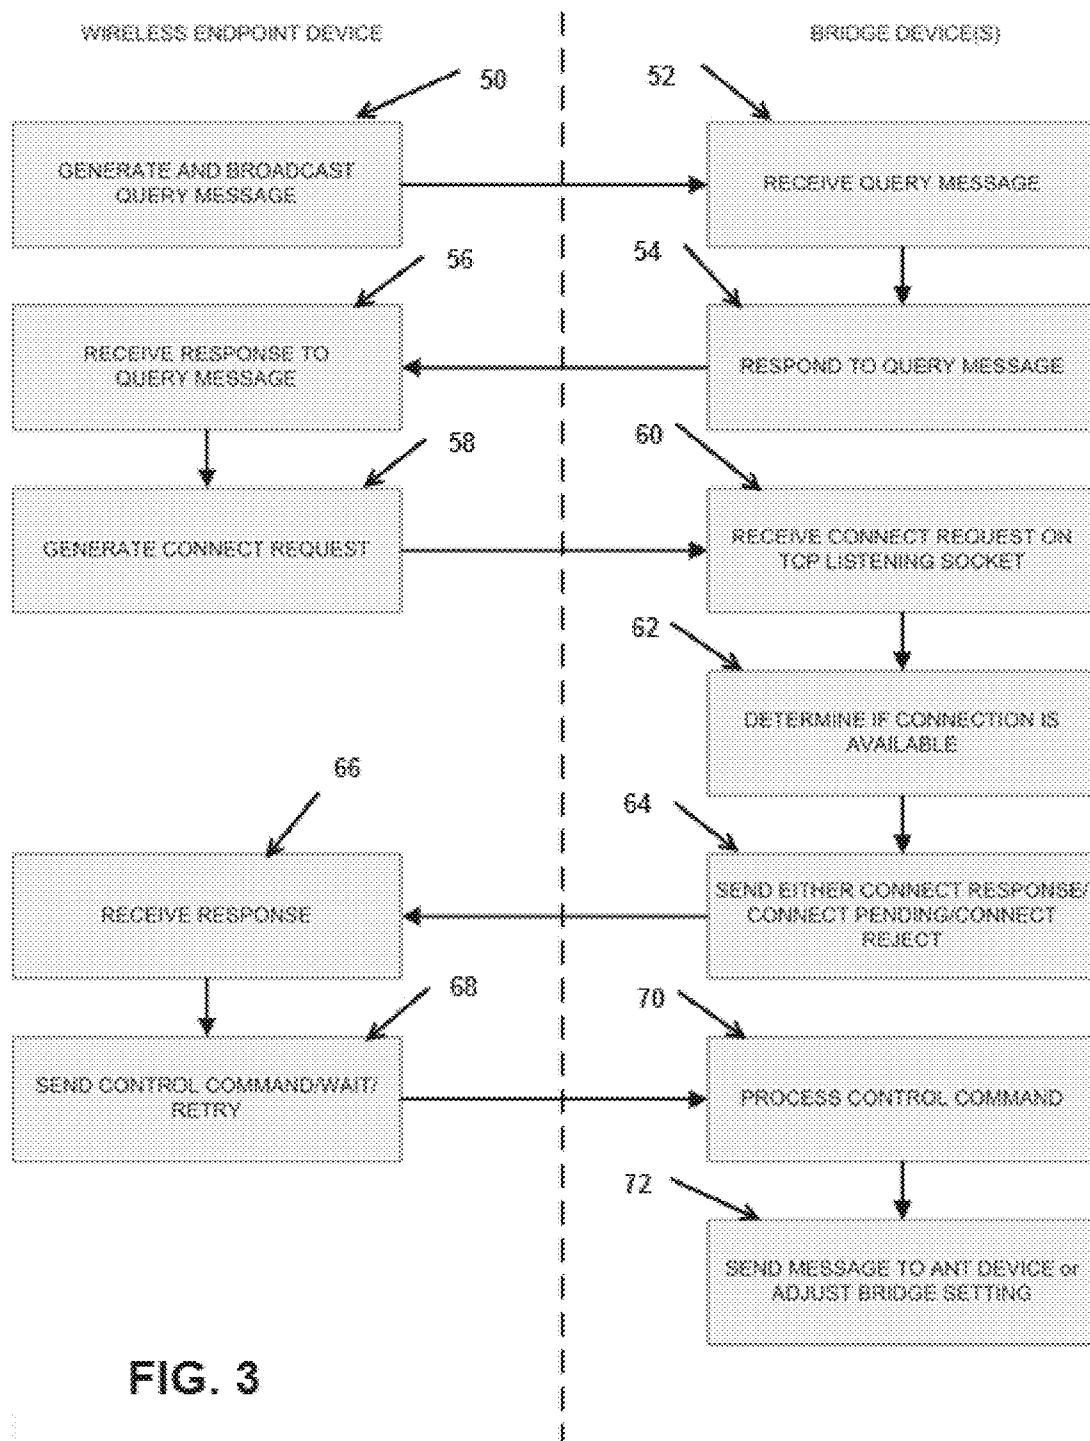 WIRELESS ENDPOINT DEVICE
BRIDGE DEVICE(S)
50
52
GENERATE AND BROADCAST
QUERY MESSAGE
RECEIVE QUERY MESSAGE
56
54
RECEIVE RESPONSE TO
QUERY MESSAGE
RESPOND TO QUERY MESSAGE
58
60
GENERATE CONNECT REQUEST
RECEIVE CONNECT REQUEST ON
TCP LISTENING SOCKET
62
DETERMINE IF CONNECTION IS
AVAILABLE
66
64
RECEIVE RESPONSE
SEND EITHER CONNECT RESPONSE/
CONNECT PENDING/CONNECT
REJECT
68
70
SEND CONTROL COMMAND/WAIT/
RETRY
PROCESS CONTROL COMMAND
72
SEND MESSAGE TO ANT DEVICE or
ADJUST BRIDGE SETTING
FIG. 3